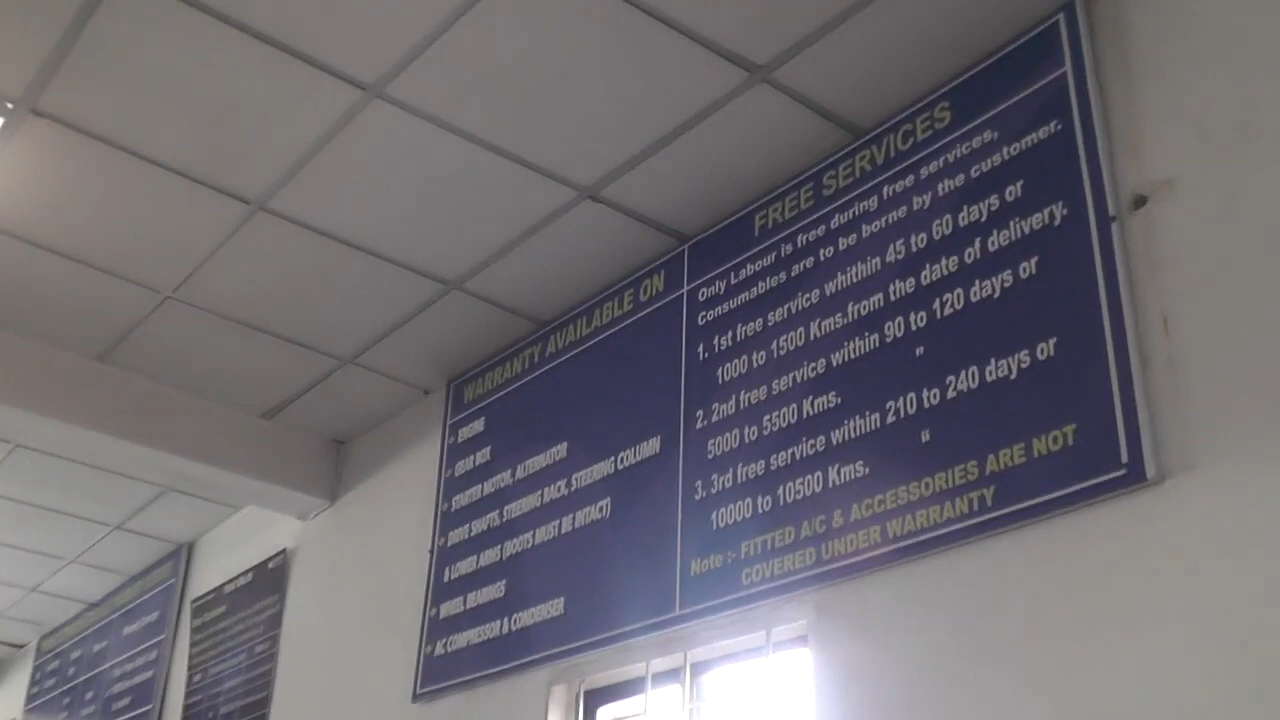 WARRANTY AVAILABLE ON
ENGINE
GEAR BOX
STARTER MOTOR, ALTERNATOR
DRIVE SHAFTS, STEERING RACK, STEERING COLUMN
& LOWER ARMS (BOOTS MUST BE INTACT)
WHEEL BEARINGS
AC COMPRESSOR & CONDENSER
FREE SERVICES
Only Labour is free during free services,
Consumables are to be borne by the customer.
1. 1st free service whithin 45 to 60 days or
1000 to 1500 Kms.from the date of delivery.
2. 2nd free service within 90 to 120 days or
5000 to 5500 Kms. "
3. 3rd free service within 210 to 240 days or
10000 to 10500 Kms. "
Note :- FITTED A/C & ACCESSORIES ARE NOT
COVERED UNDER WARRANTY